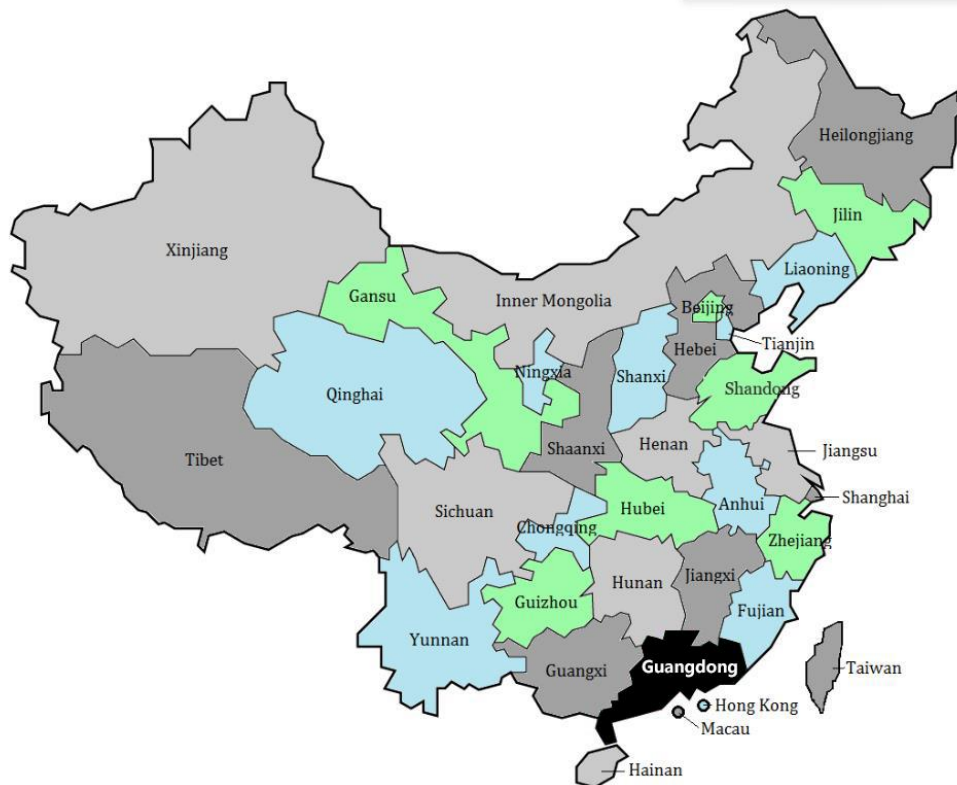 Heilongjiang
Jilin
Xinjiang
Liaoning
Gansu
Inner Mongolia
Beijing
Tianjin
Hebei
Ningxia
Shanxi
Qinghai
Shandong
Henan
Shaanxi
Jiangsu
Tibet
Shanghai
Sichuan
Anhui
Hubei
Chongqing
Zhejiang
Jiangxi
Hunan
Guizhou
Fujian
Yunnan
Guangxi
Guangdong
Taiwan
Hong Kong
Macau
Hainan